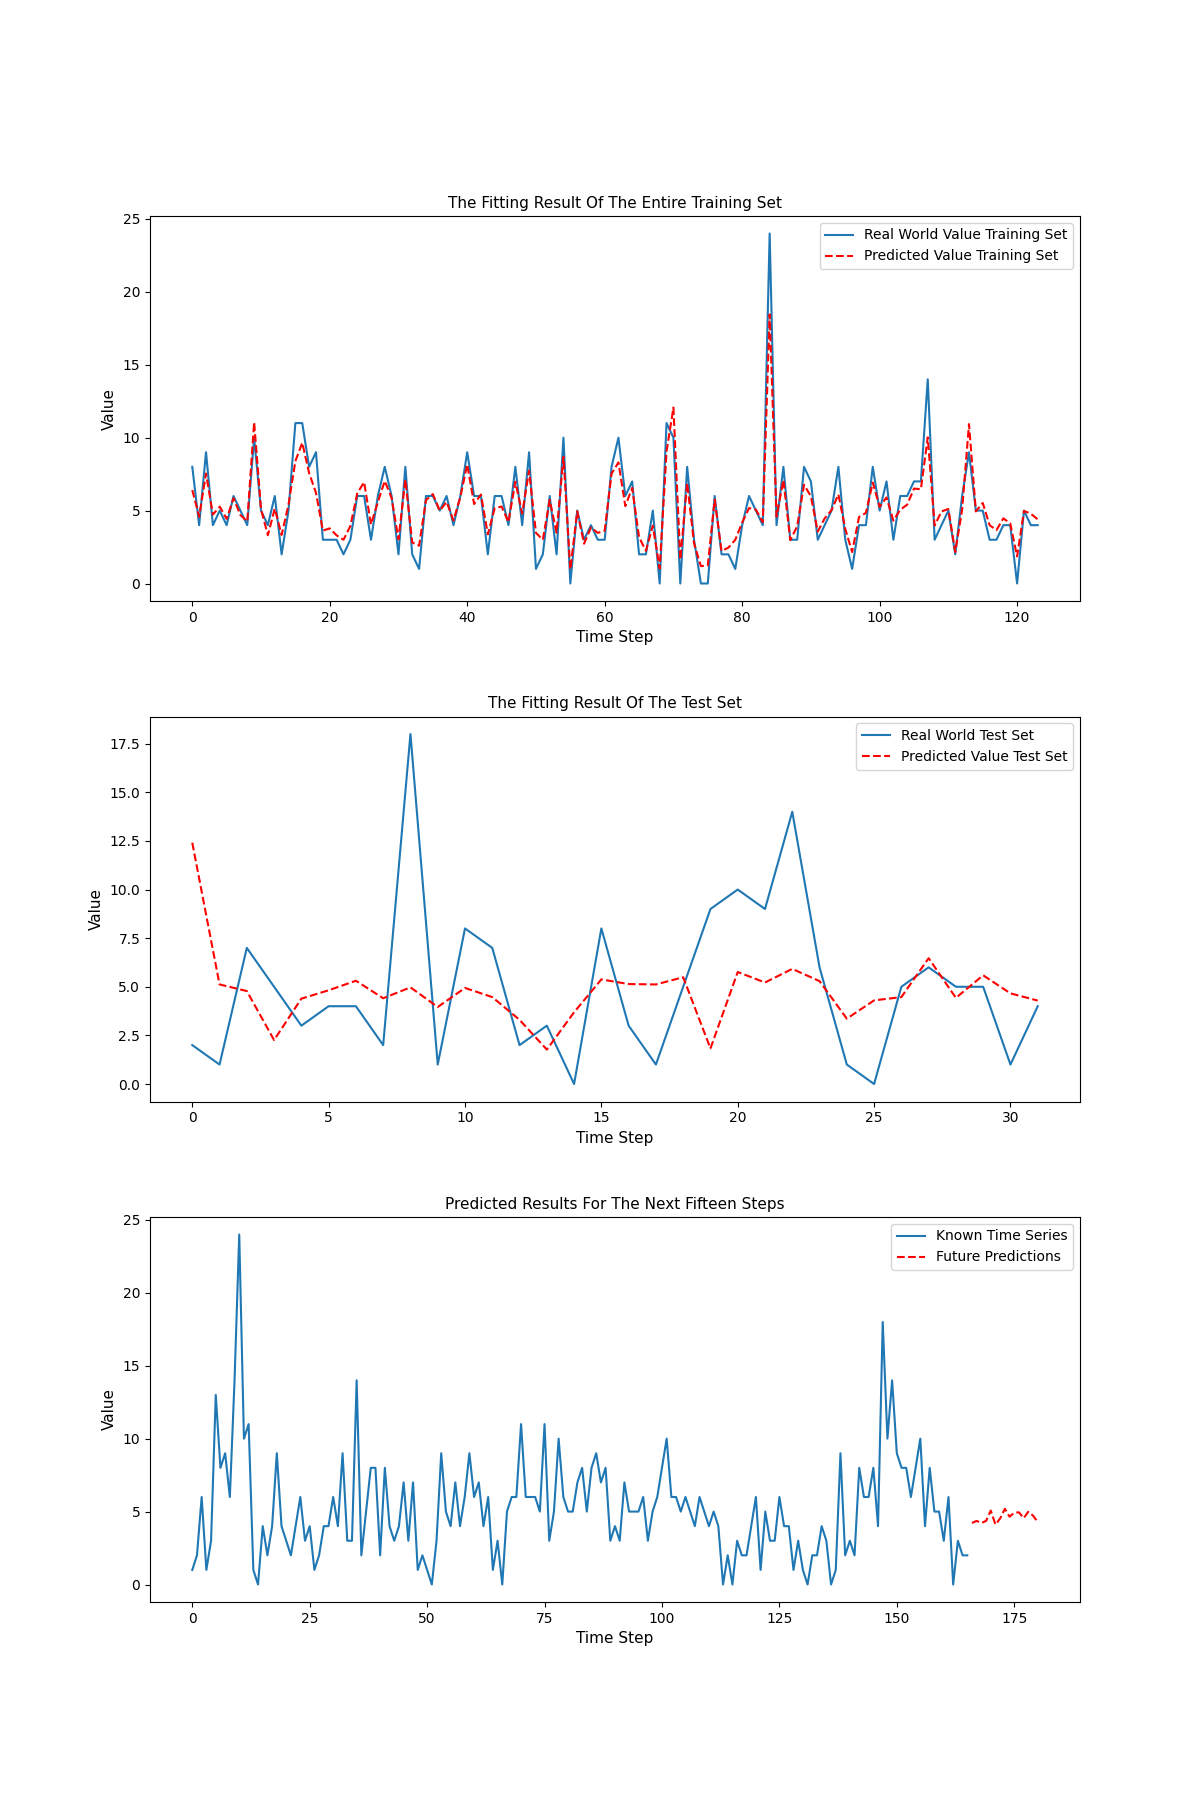 The Fitting Result Of The Entire Training Set
25
20
15
10
5
0
Value
Real World Value Training Set
Predicted Value Training Set
0 20 40 60 80 100 120
Time Step
The Fitting Result Of The Test Set
17.5
15.0
12.5
10.0
7.5
5.0
2.5
0.0
Value
Real World Test Set
Predicted Value Test Set
0 5 10 15 20 25 30
Time Step
Predicted Results For The Next Fifteen Steps
25
20
15
10
5
0
Value
Known Time Series
Future Predictions
0 25 50 75 100 125 150 175
Time Step